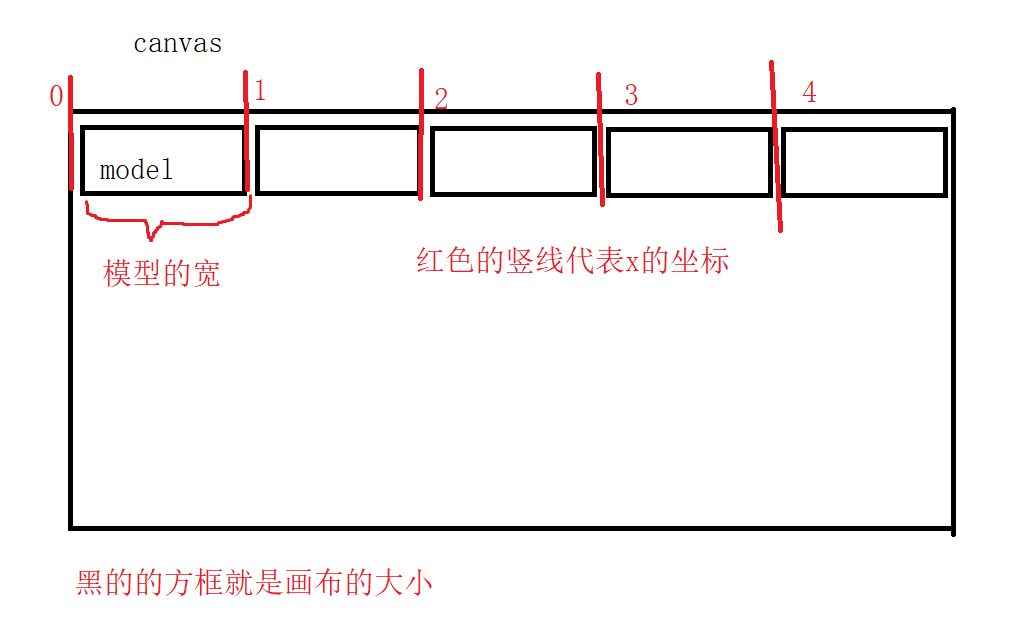 canvas
0
1
2
3
4
model
模型的宽
红色的竖线代表x的坐标
黑的的方框就是画布的大小